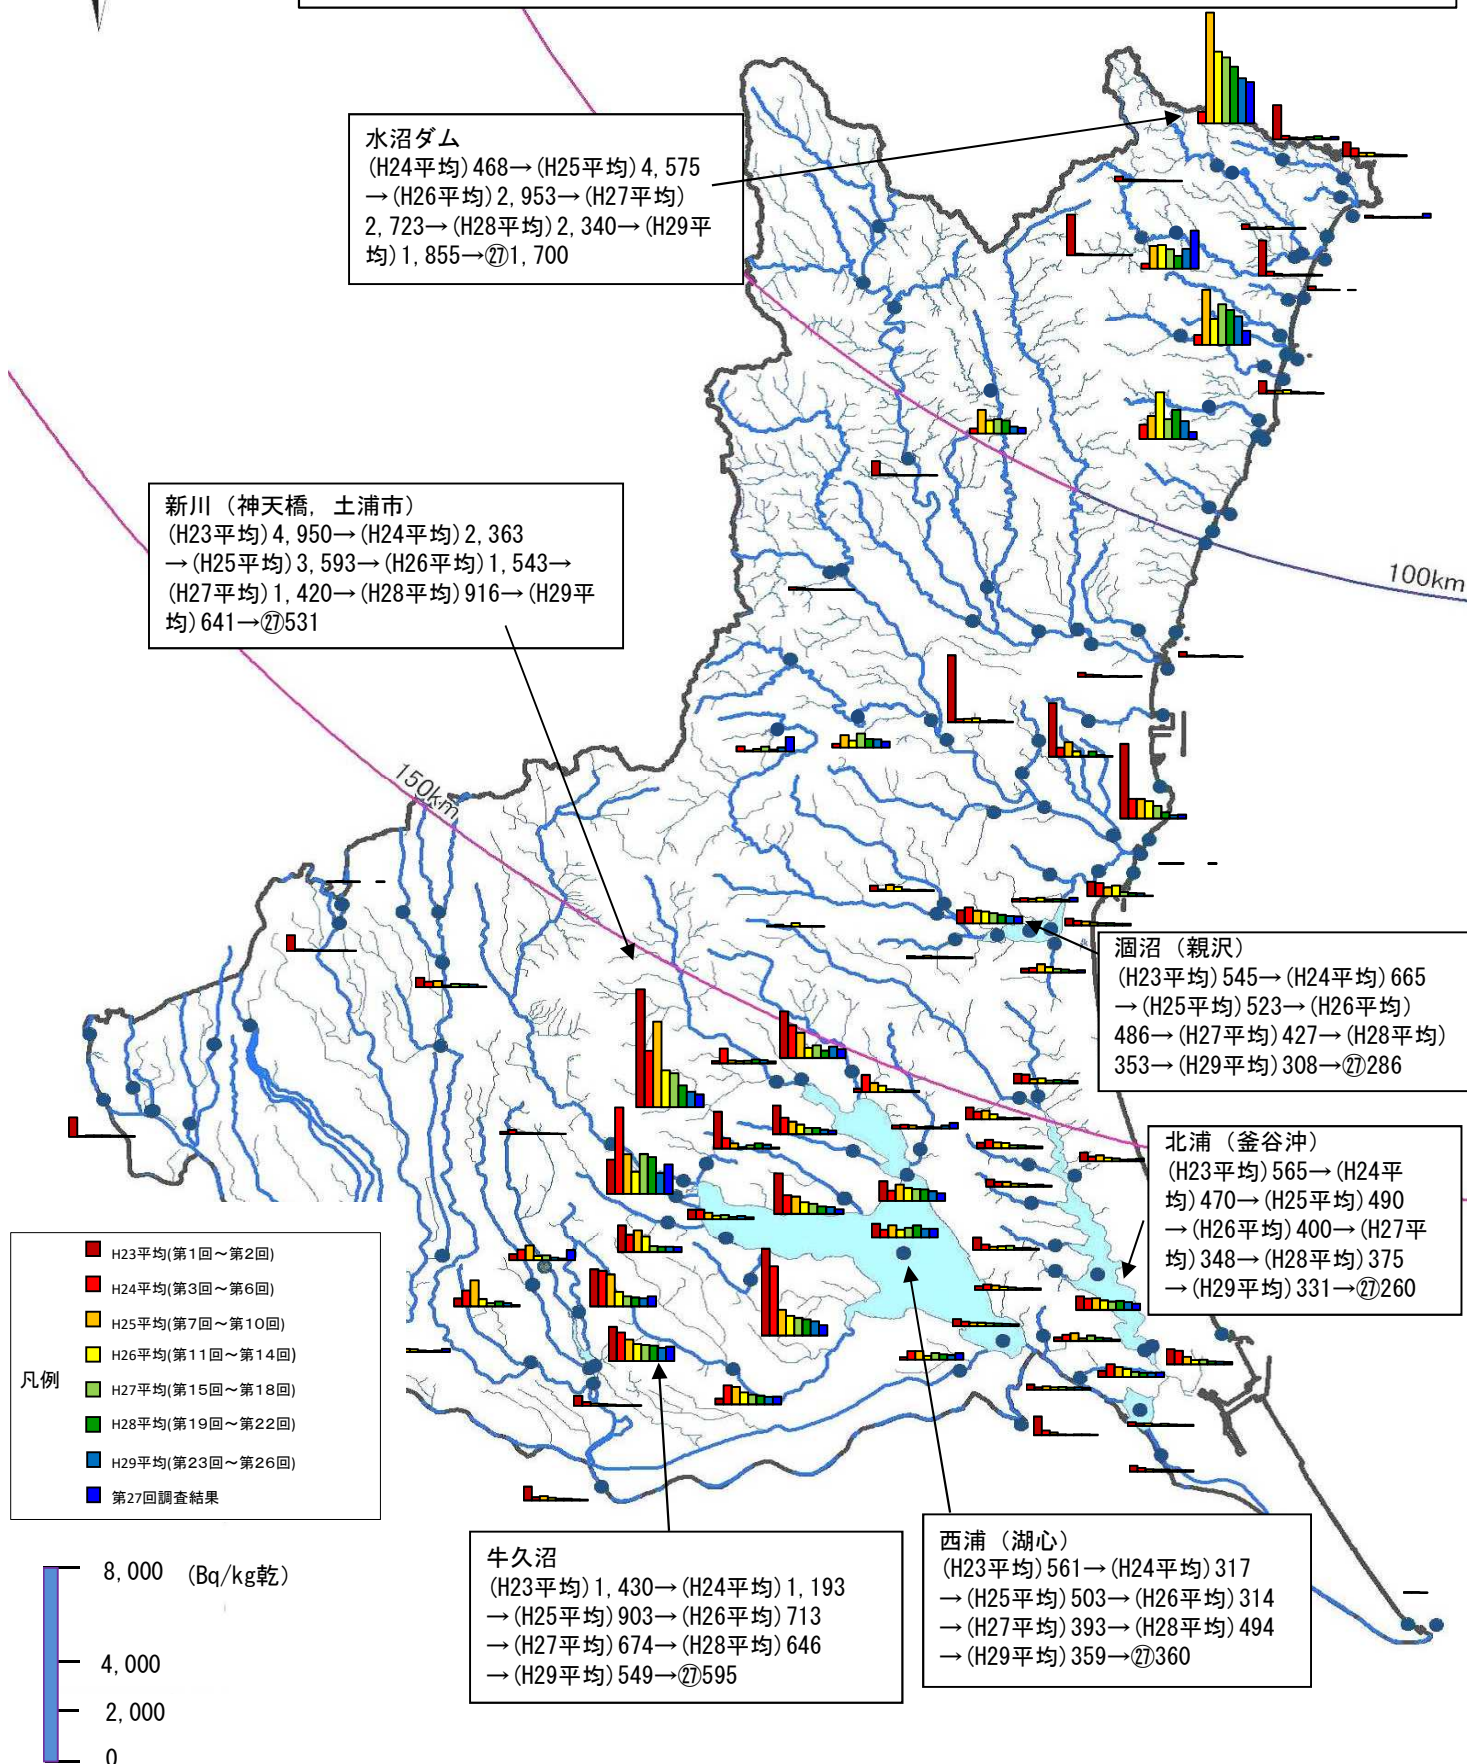 水沼ダム
(H24平均)468→(H25平均)4,575
→(H26平均)2,953→(H27平均)
2,723→(H28平均)2,340→(H29平
均)1,855→㉗1,700
新川（神天橋，土浦市）
(H23平均)4,950→(H24平均)2,363
→(H25平均)3,593→(H26平均)1,543→
(H27平均)1,420→(H28平均)916→(H29平
均)641→㉗531
100km
150km
涸沼（親沢）
(H23平均)545→(H24平均)665
→(H25平均)523→(H26平均)
486→(H27平均)427→(H28平均)
353→(H29平均)308→㉗286
北浦（釜谷沖）
(H23平均)565→(H24平
均)470→(H25平均)490
→(H26平均)400→(H27平
均)348→(H28平均)375
→(H29平均)331→㉗260
凡例
H23平均(第1回～第2回)
H24平均(第3回～第6回)
H25平均(第7回～第10回)
H26平均(第11回～第14回)
H27平均(第15回～第18回)
H28平均(第19回～第22回)
H29平均(第23回～第26回)
第27回調査結果
牛久沼
(H23平均)1,430→(H24平均)1,193
→(H25平均)903→(H26平均)713
→(H27平均)674→(H28平均)646
→(H29平均)549→㉗595
西浦（湖心）
(H23平均)561→(H24平均)317
→(H25平均)503→(H26平均)314
→(H27平均)393→(H28平均)494
→(H29平均)359→㉗360
8,000 (Bq/kg乾)
4,000
2,000
0